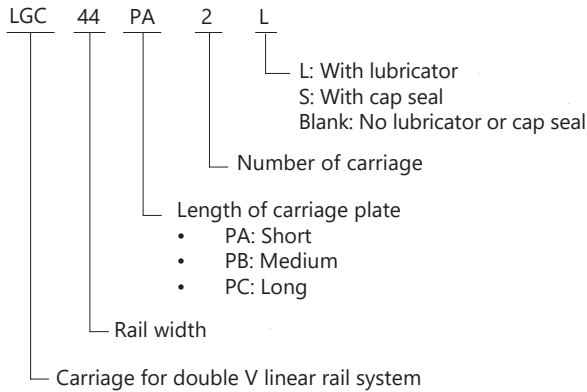 LGC 44 PA 2 L
L: With lubricator
S: With cap seal
Blank: No lubricator or cap seal
Number of carriage
Length of carriage plate
• PA: Short
• PB: Medium
• PC: Long
Rail width
Carriage for double V linear rail system